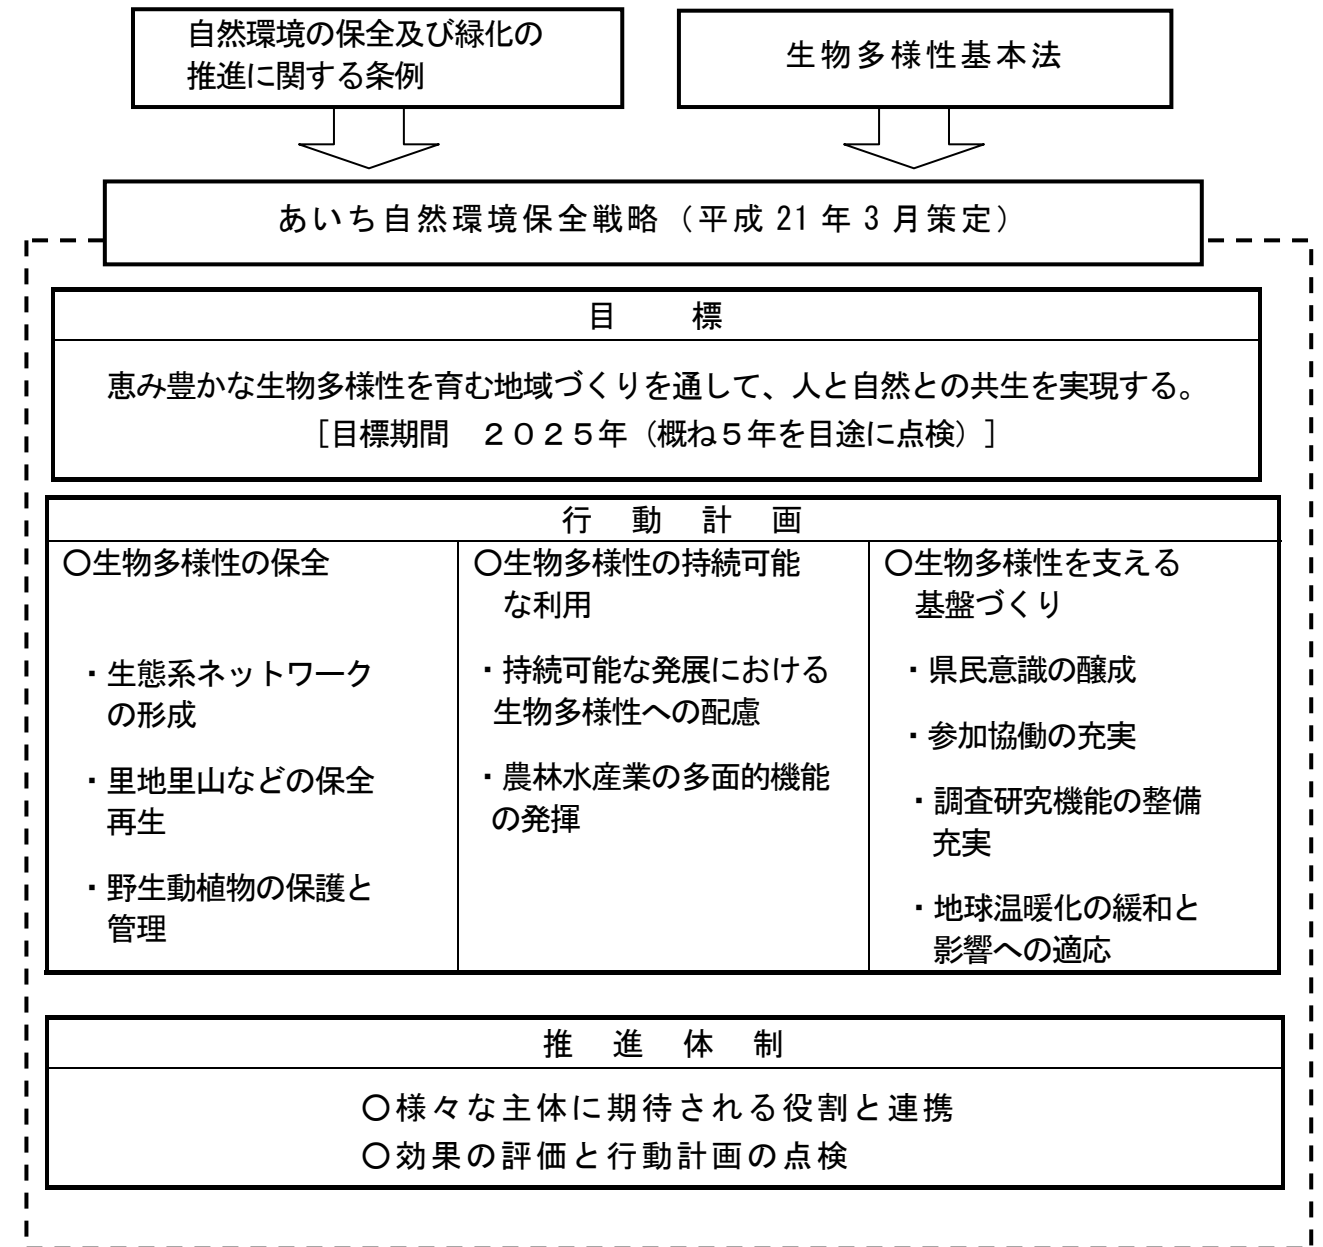 自然環境の保全及び緑化の
推進に関する条例
生物多様性基本法
あいち自然環境保全戦略（平成 21 年 3 月策定）
目　　標
恵み豊かな生物多様性を育む地域づくりを通して、人と自然との共生を実現する。
［目標期間　２０２５年（概ね５年を目途に点検）］
行　動　計　画
〇生物多様性の保全
・生態系ネットワーク
の形成
・里地里山などの保全
再生
・野生動植物の保護と
管理
〇生物多様性の持続可能
な利用
・持続可能な発展における
生物多様性への配慮
・農林水産業の多面的機能
の発揮
〇生物多様性を支える
基盤づくり
・県民意識の醸成
・参加協働の充実
・調査研究機能の整備
充実
・地球温暖化の緩和と
影響への適応
推　進　体　制
〇様々な主体に期待される役割と連携
〇効果の評価と行動計画の点検